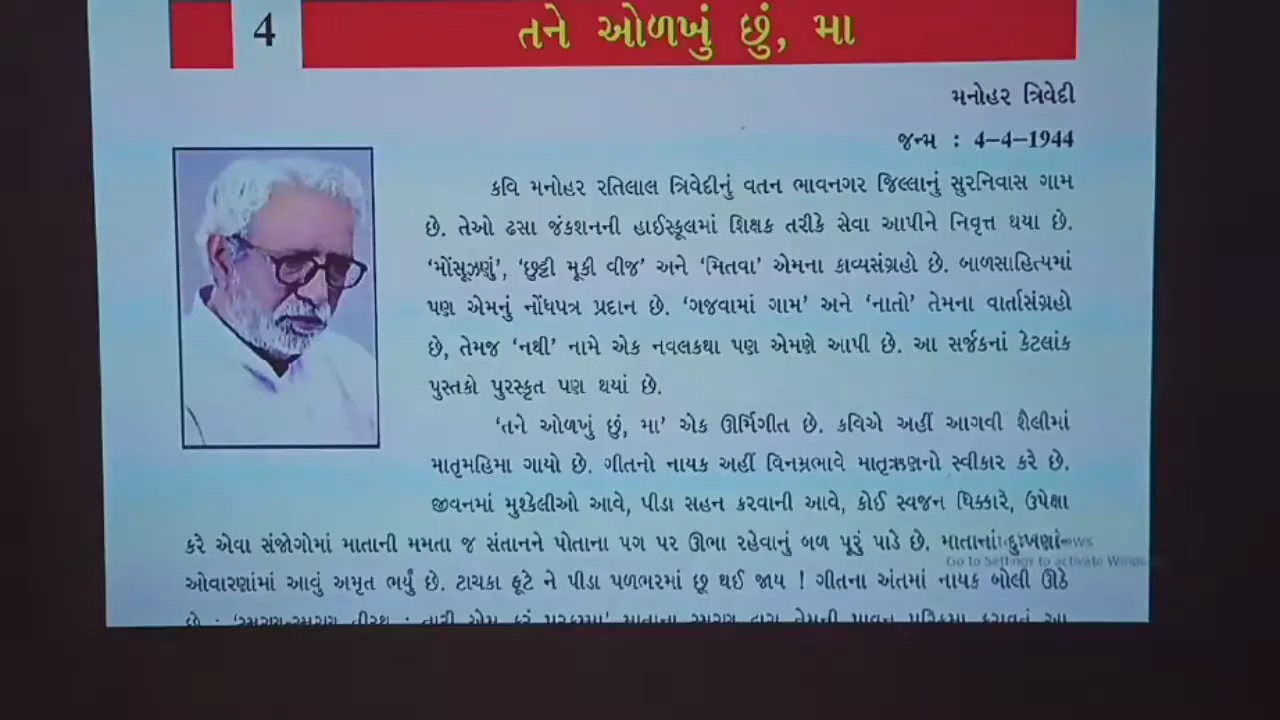 4
તને ઓળખું છું, મા
મનોહર ત્રિવેદી
જન્મ : 4–4–1944
કવિ મનોહર રતિલાલ ત્રિવેદીનું વતન ભાવનગર જિલ્લાનું સુરનિવાસ ગામ
છે. તેઓ ઢસા જંકશનની હાઈસ્કૂલમાં શિક્ષક તરીકે સેવા આપીને નિવૃત્ત થયા છે.
‘મોંસૂઝણું’, ‘છુટ્ટી મૂકી વીજ’ અને ‘મિતવા’ એમના કાવ્યસંગ્રહો છે. બાળસાહિત્યમાં
પણ એમનું નોંધપત્ર પ્રદાન છે. ‘ગજવામાં ગામ’ અને ‘નાતો’ તેમના વાર્તાસંગ્રહો
છે, તેમજ ‘નથી’ નામે એક નવલકથા પણ એમણે આપી છે. આ સર્જકનાં કેટલાંક
પુસ્તકો પુરસ્કૃત પણ થયાં છે.
‘તને ઓળખું છું, મા’ એક ઊર્મિગીત છે. કવિએ અહીં આગવી શૈલીમાં
માતૃમહિમા ગાયો છે. ગીતનો નાયક અહીં વિનમ્રભાવે માતૃઋણનો સ્વીકાર કરે છે.
જીવનમાં મુશ્કેલીઓ આવે, પીડા સહન કરવાની આવે, કોઈ સ્વજન ધિક્કારે, ઉપેક્ષા
કરે એવા સંજોગોમાં માતાની મમતા જ સંતાનને પોતાના પગ પર ઊભા રહેવાનું બળ પૂરું પાડે છે. માતાનાં દુઃખણાં
Go to Settings to activate
ઓવારણાંમાં આવું અમૃત ભર્યું છે. ટાચકા ફૂટે ને પીડા પળભરમાં છૂ થઈ જાય ! ગીતના અંતમાં નાયક બોલી ઊઠે